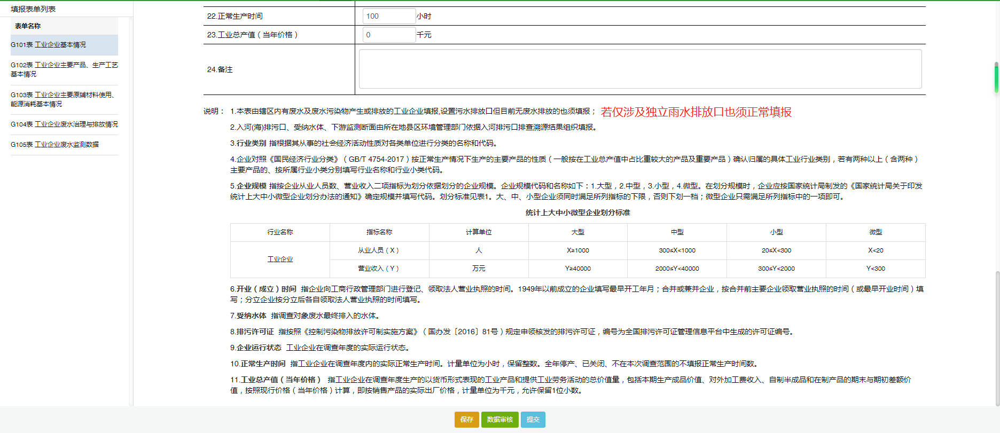 填报表单列表
表单名称
G101表 工业企业基本情况
G102表 工业企业主要产品、生产工艺
基本情况
G103表 工业企业主要原辅材料使用、
能源消耗基本情况
G104表 工业企业废水治理与排放情况
G105表 工业企业废水监测数据
22.正常生产时间 100 小时
23.工业总产值（当年价格） 0 千元
24.备注
说明： 1.本表由辖区内有废水及废水污染物产生或排放的工业企业填报,设置污水排放口但目前无废水排放的也须填报； 若仅涉及独立雨水排放口也须正常填报
2.入河(海)排污口、受纳水体、下游监测断面由所在地县区环境管理部门依据入河排污口排查溯源结果组织填报。
3.行业类别 指根据其从事的社会经济活动性质对各类单位进行分类的名称和代码。
4.企业对照《国民经济行业分类》（GB/T 4754-2017）按正常生产情况下生产的主要产品的性质（一般按在工业总产值中占比重较大的产品及重要产品）确认归属的具体工业行业类别，若有两种以上（含两种）
主要产品的、按所属行业小类分别填写行业名称和行业小类代码。
5.企业规模 指按企业从业人员数、营业收入二项指标为划分依据划分的企业规模。企业规模代码和名称如下：1.大型，2.中型，3.小型，4.微型。在划分规模时，企业应按国家统计局制发的《国家统计局关于印发
统计上大中小微型企业划分办法的通知》确定规模并填写代码。划分标准见表1。大、中、小型企业须同时满足所列指标的下限，否则下划一档；微型企业只需满足所列指标中的一项即可。
统计上大中小微型企业划分标准
行业名称 指标名称 计算单位 大型 中型 小型 微型
工业企业 从业人员（X） 人 X≥1000 300≤X<1000 20≤X<300 X<20
营业收入（Y） 万元 Y≥40000 2000≤Y<40000 300≤Y<2000 Y<300
6.开业（成立）时间 指企业向工商行政管理部门进行登记、领取法人营业执照的时间。1949年以前成立的企业填写最早开工年月；合并或兼并企业，按合并前主要企业领取营业执照的时间（或最早开业时间）填
写；分立企业按分立后各自领取法人营业执照的时间填写。
7.受纳水体 指调查对象废水最终排入的水体。
8.排污许可证 指按照《控制污染物排放许可制实施方案》（国办发〔2016〕81号）规定申领核发的排污许可证，编号为全国排污许可证管理信息平台中生成的许可证编号。
9.企业运行状态 工业企业在调查年度的实际运行状态。
10.正常生产时间 指工业企业在调查年度内的实际正常生产时间。计量单位为小时，保留整数。全年停产、已关闭、不在本次调查范围的不填报正常生产时间数。
11.工业总产值（当年价格） 指工业企业在调查年度生产的以货币形式表现的工业产品和提供工业劳务活动的总价值量，包括本期生产成品价值、对外加工费收入、自制半成品和在制产品的期末与期初差额价
值，按照现行价格（当年价格）计算，即按销售产品的实际出厂价格，计量单位为千元，允许保留1位小数。
保存 数据审核 提交